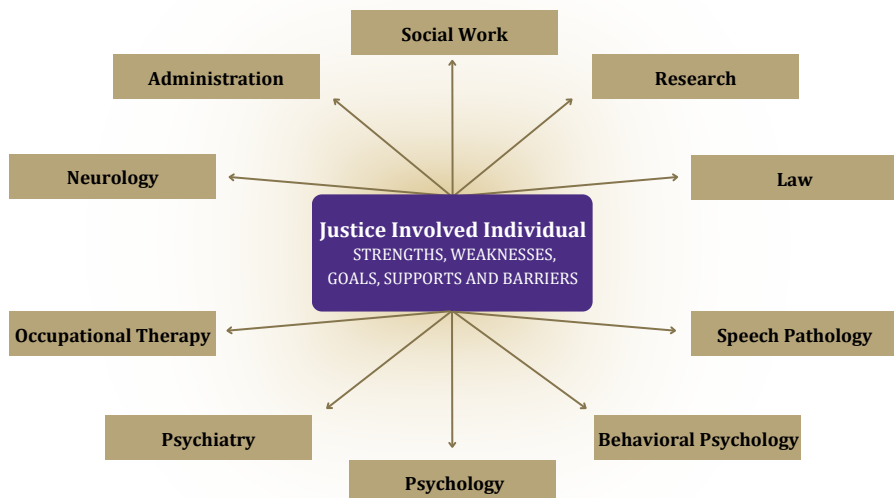 Social Work
Administration
Research
Neurology
Law
Justice Involved Individual
STRENGTHS, WEAKNESSES,
GOALS, SUPPORTS AND BARRIERS
Occupational Therapy
Speech Pathology
Psychiatry
Behavioral Psychology
Psychology